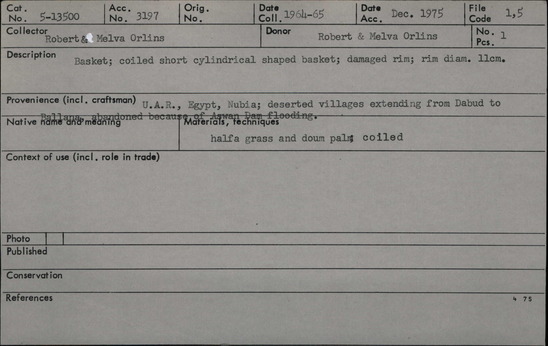 Cat. No. 5-13500 Acc. No. 3197 Orig. No. Date Coll. 1964-65 Date Acc. Dec. 1975 File Code 1,5
Collector Robert & Melva Orlins Donor Robert & Melva Orlins No. Pcs. 1
Description Basket; coiled short cylindrical shaped basket; damaged rim; rim diam. 11cm.
Provenience (incl. craftsman) U.A.R., Egypt, Nubia; deserted villages extending from Dabud to
Ballana, abandoned because of Aswan Dam flooding.
Native name and meaning Materials, techniques
halfa grass and doum palm; coiled
Context of use (incl. role in trade)
Photo
Published
Conservation
References 4 75